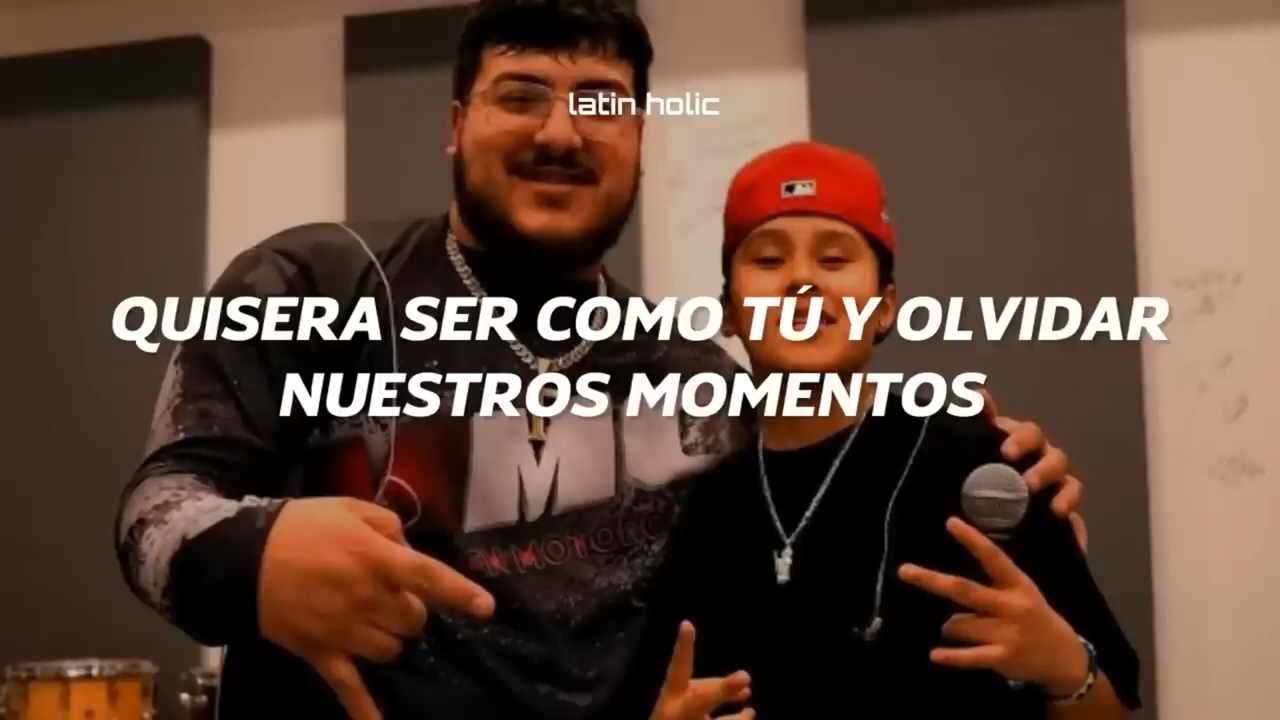 latin holic
QUISERA SER COMO TÚ Y OLVIDAR
NUESTROS MOMENTOS